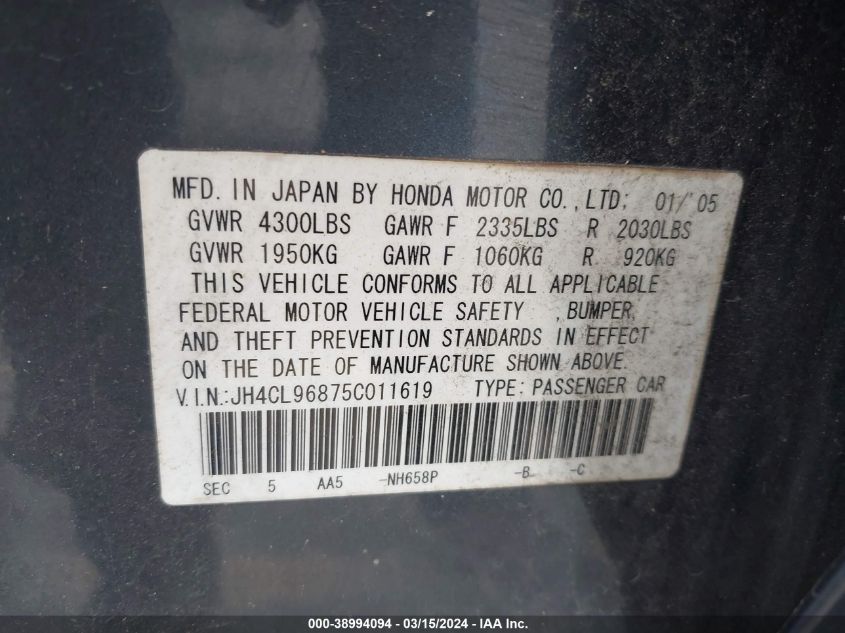 MFD. IN JAPAN BY HONDA MOTOR CO., LTD; 01/'05
GVWR 4300LBS GAWR F 2335LBS R 2030LBS
GVWR 1950KG GAWR F 1060KG R 920KG
THIS VEHICLE CONFORMS TO ALL APPLICABLE
FEDERAL MOTOR VEHICLE SAFETY , BUMPER,
AND THEFT PREVENTION STANDARDS IN EFFECT
ON THE DATE OF MANUFACTURE SHOWN ABOVE.
V.I.N.:JH4CL96875C011619 TYPE: PASSENGER CAR
SEC 5 AA5 -NH658P -B -C
000-38994094 - 03/15/2024 - IAA Inc.